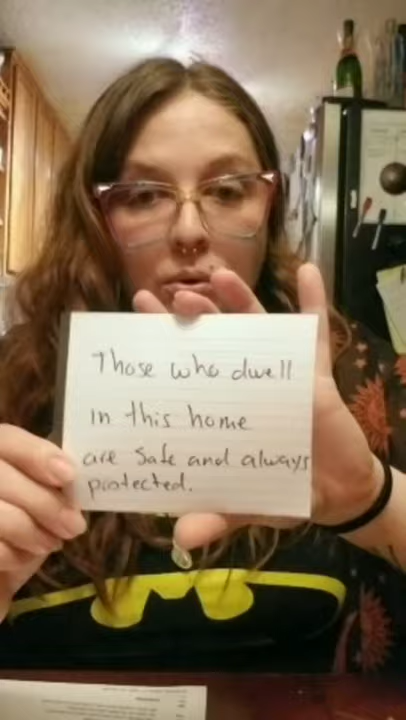 Those who dwell
in this home
are safe and always
protected.